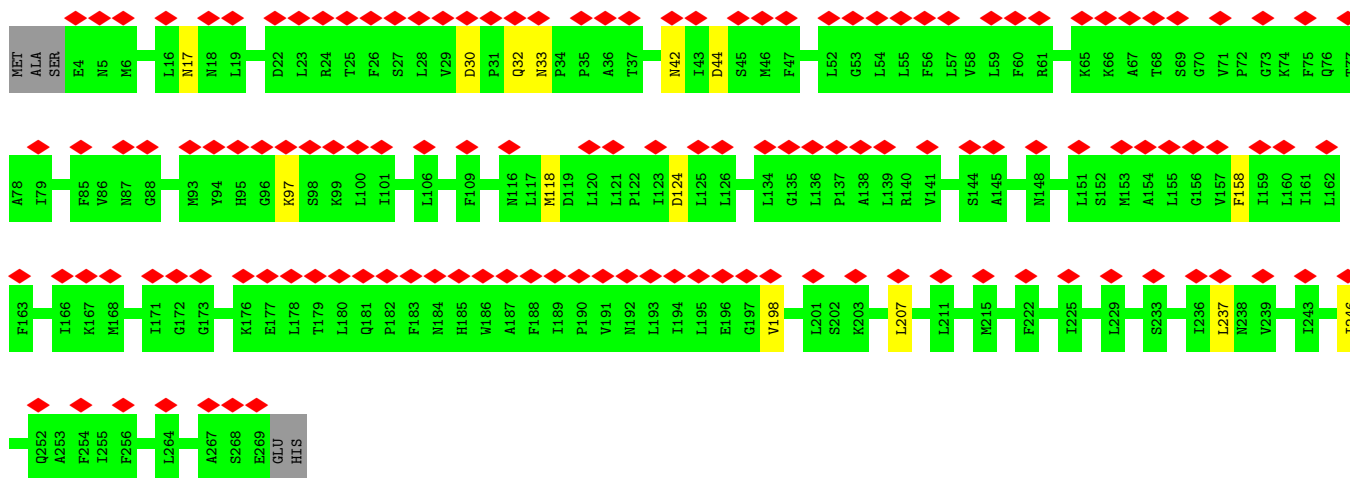 MET ALA SER E4 N5 M6 L16 N17 N18 L19 D22 L23 R24 T25 F26 S27 L28 V29 D30 P31 Q32 N33 P34 P35 A36 T37 N42 I43 D44 S45 M46 F47 L52 G53 L54 L55 F56 L57 V58 L59 F60 R61 K65 K66 A67 T68 S69 G70 V71 P72 G73 K74 F75 Q76 T77
A78 I79 F85 V86 N87 G88 M93 Y94 H95 G96 K97 S98 K99 L100 I101 L106 F109 N116 L117 M118 D119 L120 L121 P122 I123 D124 L125 L126 L134 G135 L136 P137 A138 L139 R140 V141 S144 A145 N148 L151 S152 M153 A154 L155 G156 V157 F158 I159 L160 I161 L162
F163 I166 K167 M168 I171 G172 G173 K176 E177 L178 T179 L180 Q181 P182 F183 N184 H185 W186 A187 F188 I189 P190 V191 N192 L193 I194 L195 E196 G197 V198 L201 S202 K203 L207 L211 M215 F222 I225 L229 S233 I236 L237 N238 V239 I243 I246
Q252 A253 F254 I255 F256 L264 A267 S268 E269 GLU HIS